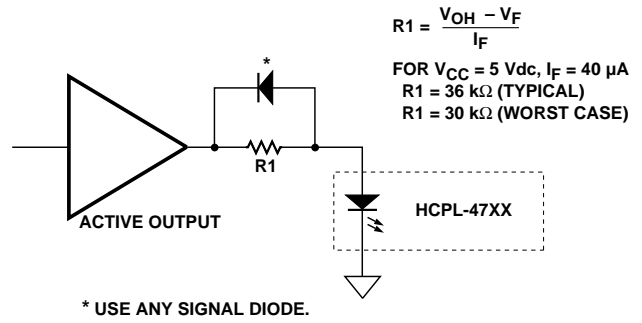 R1 = (V_OH – V_F) / I_F
FOR V_CC = 5 Vdc, I_F = 40 µA
R1 = 36 kΩ (TYPICAL)
R1 = 30 kΩ (WORST CASE)
*
R1
HCPL-47XX
ACTIVE OUTPUT
* USE ANY SIGNAL DIODE.